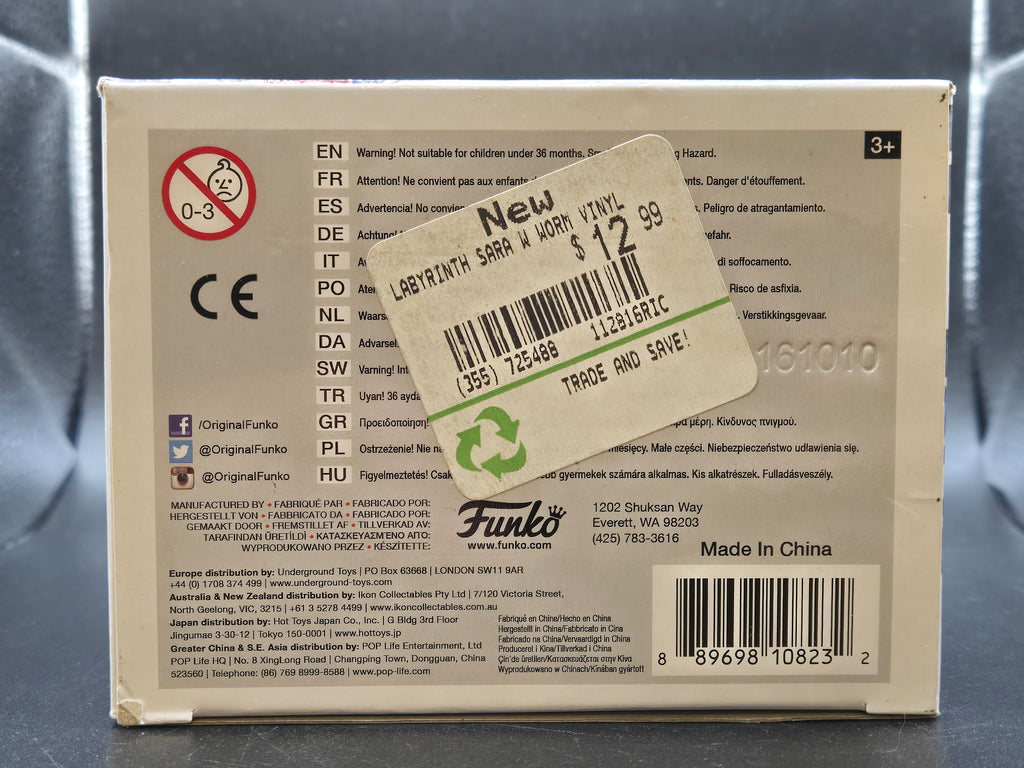 3+
0-3
EN Warning! Not suitable for children under 36 months. Hazard.
FR Attention! Ne convient pas aux enfants Danger d'étouffement.
ES Advertencia! No Peligro de atragantamiento.
DE Achtung!
IT di soffocamento.
PO Risco de asfixia.
NL Verstikkingsgevaar.
DA Advarsel
SW Varning!
TR Uyarı! 36
GR Προειδοποίηση! μέρη. Κίνδυνος πνιγμού.
PL Ostrzeżenie! Nie miesięcy. Małe części. Niebezpieczeństwo udławienia się.
HU Figyelmeztetés! gyermekek számára alkalmas. Kis alkatrészek. Fulladásveszély.
New
LABYRINTH SARA W WORM VINYL
$ 12 99
(355) 725488 112816RIC
TRADE AND SAVE!
161010
CE
/OriginalFunko
@OriginalFunko
@OriginalFunko
MANUFACTURED BY • FABRIQUÉ PAR • FABRICADO POR:
HERGESTELLT VON • FABBRICATO DA • FABRICADO POR:
GEMAAKT DOOR • FREMSTILLET AF • TILLVERKAD AV:
TARAFINDAN ÜRETİLDİ • ΚΑΤΑΣΚΕΥΑΣΜΈΝΟ ΑΠΌ:
WYPRODUKOWANO PRZEZ • KÉSZÍTETTE:
Funko
www.funko.com
1202 Shuksan Way
Everett, WA 98203
(425) 783-3616
Made In China
Europe distribution by: Underground Toys | PO Box 63668 | LONDON SW11 9AR
+44 (0) 1708 374 499 | www.underground-toys.com
Australia & New Zealand distribution by: Ikon Collectables Pty Ltd | 7/120 Victoria Street,
North Geelong, VIC, 3215 | +61 3 5278 4499 | www.ikoncollectables.com.au
Japan distribution by: Hot Toys Japan Co., Inc. | G Bldg 3rd Floor
Jingumae 3-30-12 | Tokyo 150-0001 | www.hottoys.jp
Greater China & S.E. Asia distribution by: POP Life Entertainment, Ltd
POP Life HQ | No. 8 XingLong Road | Changping Town, Dongguan, China
523560 | Teiephone: (86) 769 8999-8588 | www.pop-life.com
Fabriqué en China/Hecho en China
Hergestellt in China/Fabbricato in Cina
Fabricado na China/Vervaardigd in China
Produceret i Kina/Tillverkad i China
Çin'de üretilen/Κατασκευάζεται στην Κίνα
Wyprodukowano w Chinach/Kínában gyártott
8 89698 10823 2